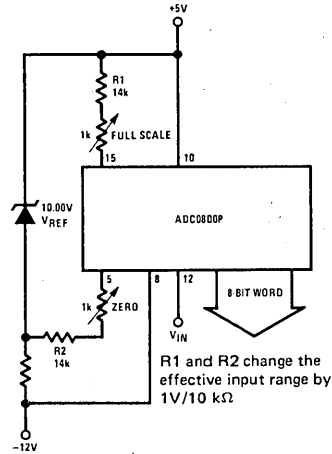 +5V
R1
14k
1k
FULL SCALE
15
10
10.00V
VREF
ADC0800P
5
8
12
8-BIT WORD
1k
ZERO
R2
14k
VIN
R1 and R2 change the
effective input range by
1V/10 kΩ
-12V